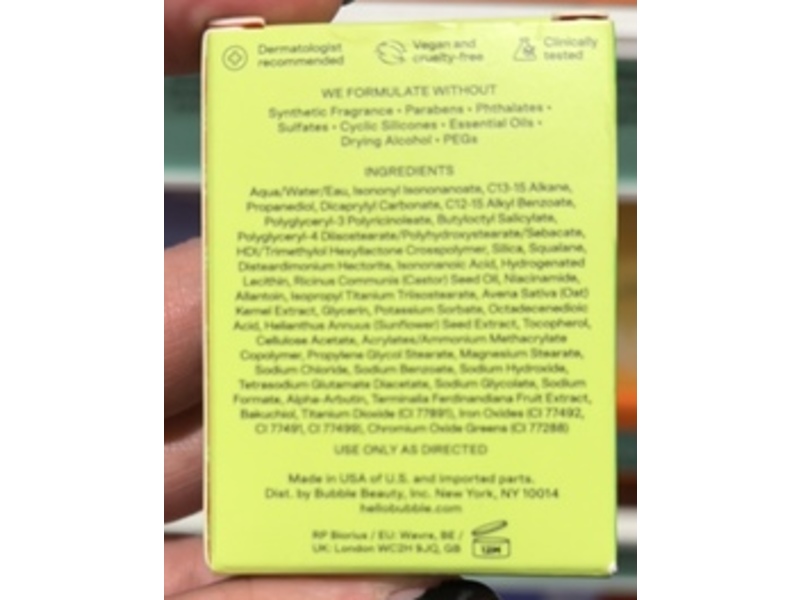 Dermatologist
recommended
Vegan and
cruelty-free
Clinically
tested
WE FORMULATE WITHOUT
Synthetic Fragrance • Parabens • Phthalates •
Sulfates • Cyclic Silicones • Essential Oils •
Drying Alcohol • PEGs
INGREDIENTS
Aqua/Water/Eau, Isononyl Isononanoate, C13-15 Alkane,
Propanediol, Dicaprylyl Carbonate, C12-15 Alkyl Benzoate,
Polyglyceryl-3 Polyricinoleate, Butyloctyl Salicylate,
Polyglyceryl-4 Diisostearate/Polyhydroxystearate/Sebacate,
HDI/Trimethylol Hexyllactone Crosspolymer, Silica, Squalane,
Disteardimonium Hectorite, Isononanoic Acid, Hydrogenated
Lecithin, Ricinus Communis (Castor) Seed Oil, Niacinamide,
Allantoin, Isopropyl Titanium Triisostearate, Avena Sativa (Oat)
Kernel Extract, Glycerin, Potassium Sorbate, Octadecenedioic
Acid, Helianthus Annuus (Sunflower) Seed Extract, Tocopherol,
Cellulose Acetate, Acrylates/Ammonium Methacrylate
Copolymer, Propylene Glycol Stearate, Magnesium Stearate,
Sodium Chloride, Sodium Benzoate, Sodium Hydroxide,
Tetrasodium Glutamate Diacetate, Sodium Glycolate, Sodium
Formate, Alpha-Arbutin, Terminalia Ferdinandiana Fruit Extract,
Bakuchiol, Titanium Dioxide (CI 77891), Iron Oxides (CI 77492,
CI 77491, CI 77499), Chromium Oxide Greens (CI 77288)
USE ONLY AS DIRECTED
Made in USA of U.S. and imported parts.
Dist. by Bubble Beauty, Inc. New York, NY 10014
hellobubble.com
RP Biorius / EU: Wavre, BE /
UK: London WC2H 9JQ, GB
12M